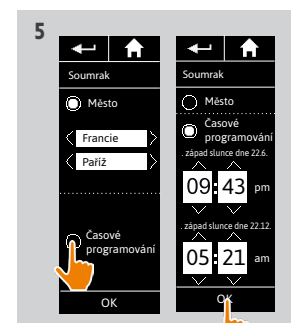 5
Soumrak
Město
Francie
Paříž
Časové
programování
OK
Soumrak
Město
Časové
programování
. západ slunce dne 22.6.
09:43 pm
. západ slunce dne 22.12.
05:21 am
OK